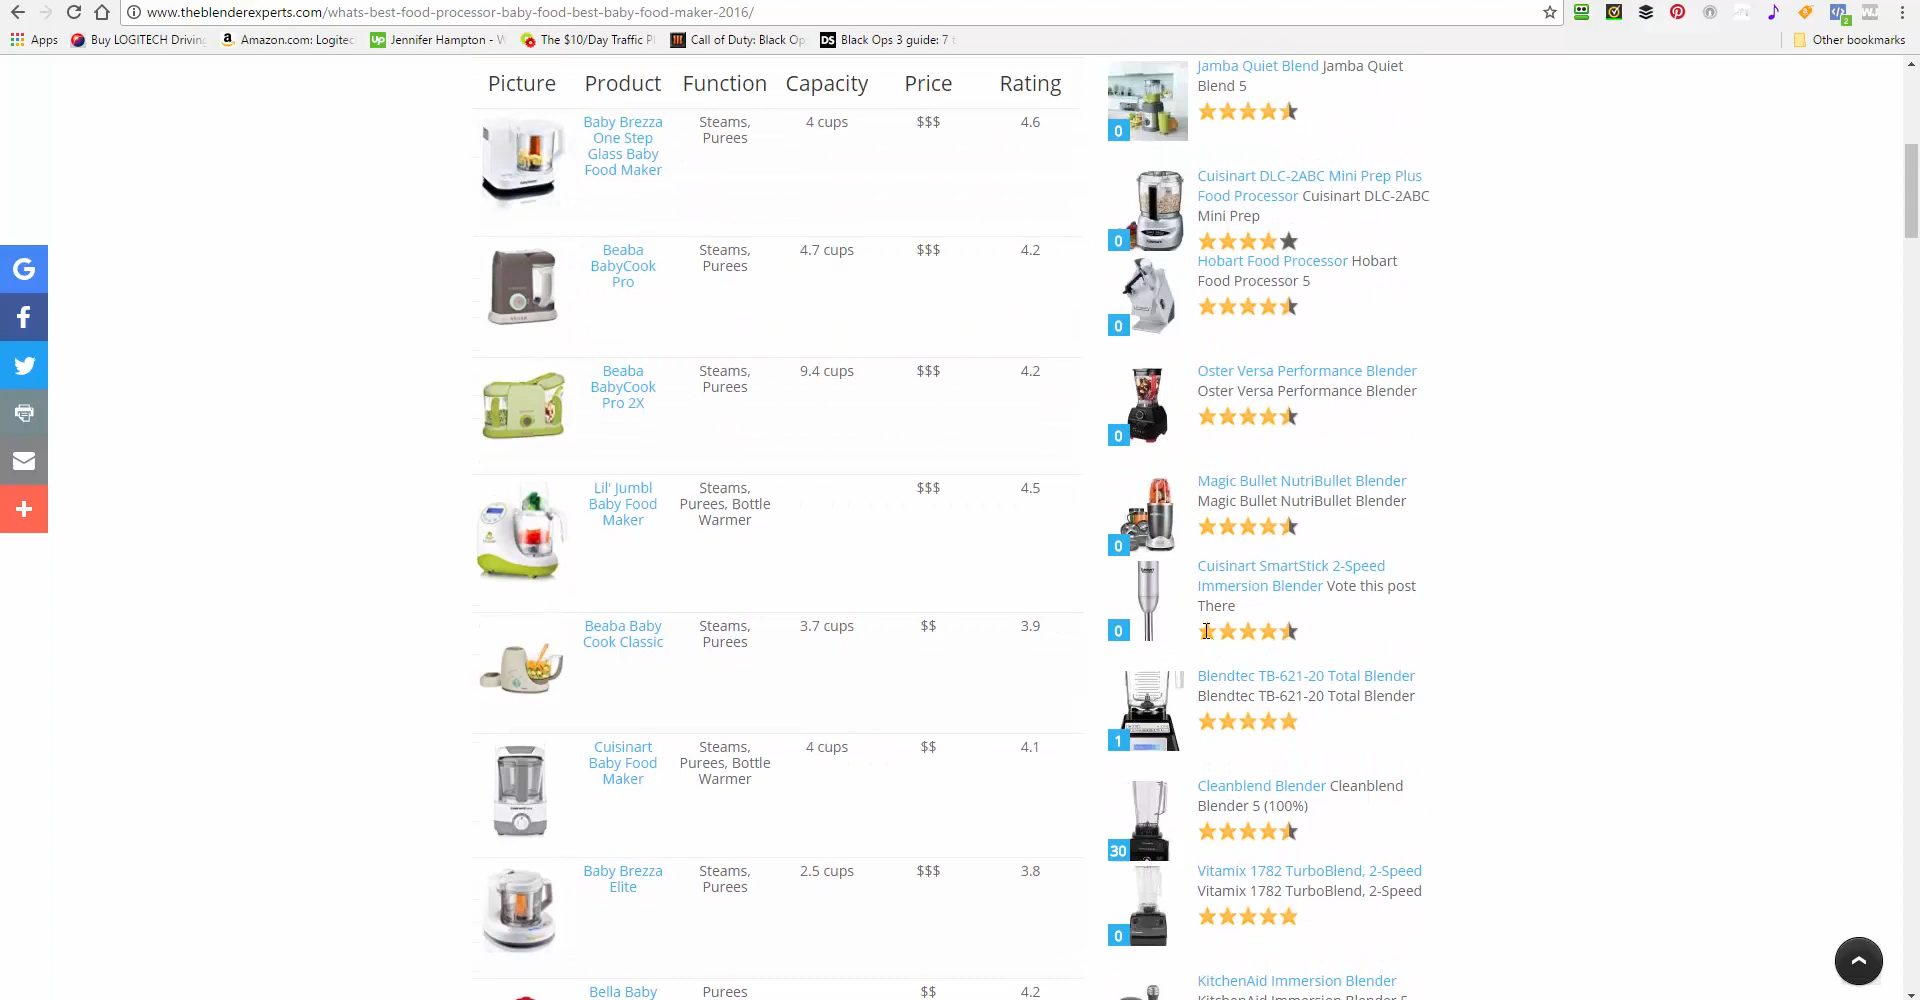 www.theblenderexperts.com/whats-best-food-processor-baby-food-best-baby-food-maker-2016/
Apps
Buy LOGITECH Driving
Amazon.com: Logitec
Jennifer Hampton - W
The $10/Day Traffic P
Call of Duty: Black Op
Black Ops 3 guide: 7 t
Other bookmarks
Picture Product Function Capacity Price Rating
Baby Brezza
One Step
Glass Baby
Food Maker
Steams,
Purees
4 cups
$$$
4.6
Beaba
BabyCook
Pro
Steams,
Purees
4.7 cups
$$$
4.2
Beaba
BabyCook
Pro 2X
Steams,
Purees
9.4 cups
$$$
4.2
Lil' Jumbl
Baby Food
Maker
Steams,
Purees, Bottle
Warmer
$$$
4.5
Beaba Baby
Cook Classic
Steams,
Purees
3.7 cups
$$
3.9
Cuisinart
Baby Food
Maker
Steams,
Purees, Bottle
Warmer
4 cups
$$
4.1
Baby Brezza
Elite
Steams,
Purees
2.5 cups
$$$
3.8
Bella Baby
Purees
$$
4.2
Jamba Quiet Blend Jamba Quiet
Blend 5
0
Cuisinart DLC-2ABC Mini Prep Plus
Food Processor Cuisinart DLC-2ABC
Mini Prep
0
Hobart Food Processor Hobart
Food Processor 5
0
Oster Versa Performance Blender
Oster Versa Performance Blender
0
Magic Bullet NutriBullet Blender
Magic Bullet NutriBullet Blender
0
Cuisinart SmartStick 2-Speed
Immersion Blender Vote this post
There
0
Blendtec TB-621-20 Total Blender
Blendtec TB-621-20 Total Blender
1
Cleanblend Blender Cleanblend
Blender 5 (100%)
30
Vitamix 1782 TurboBlend, 2-Speed
Vitamix 1782 TurboBlend, 2-Speed
0
KitchenAid Immersion Blender
KitchenAid Immersion Blender 5